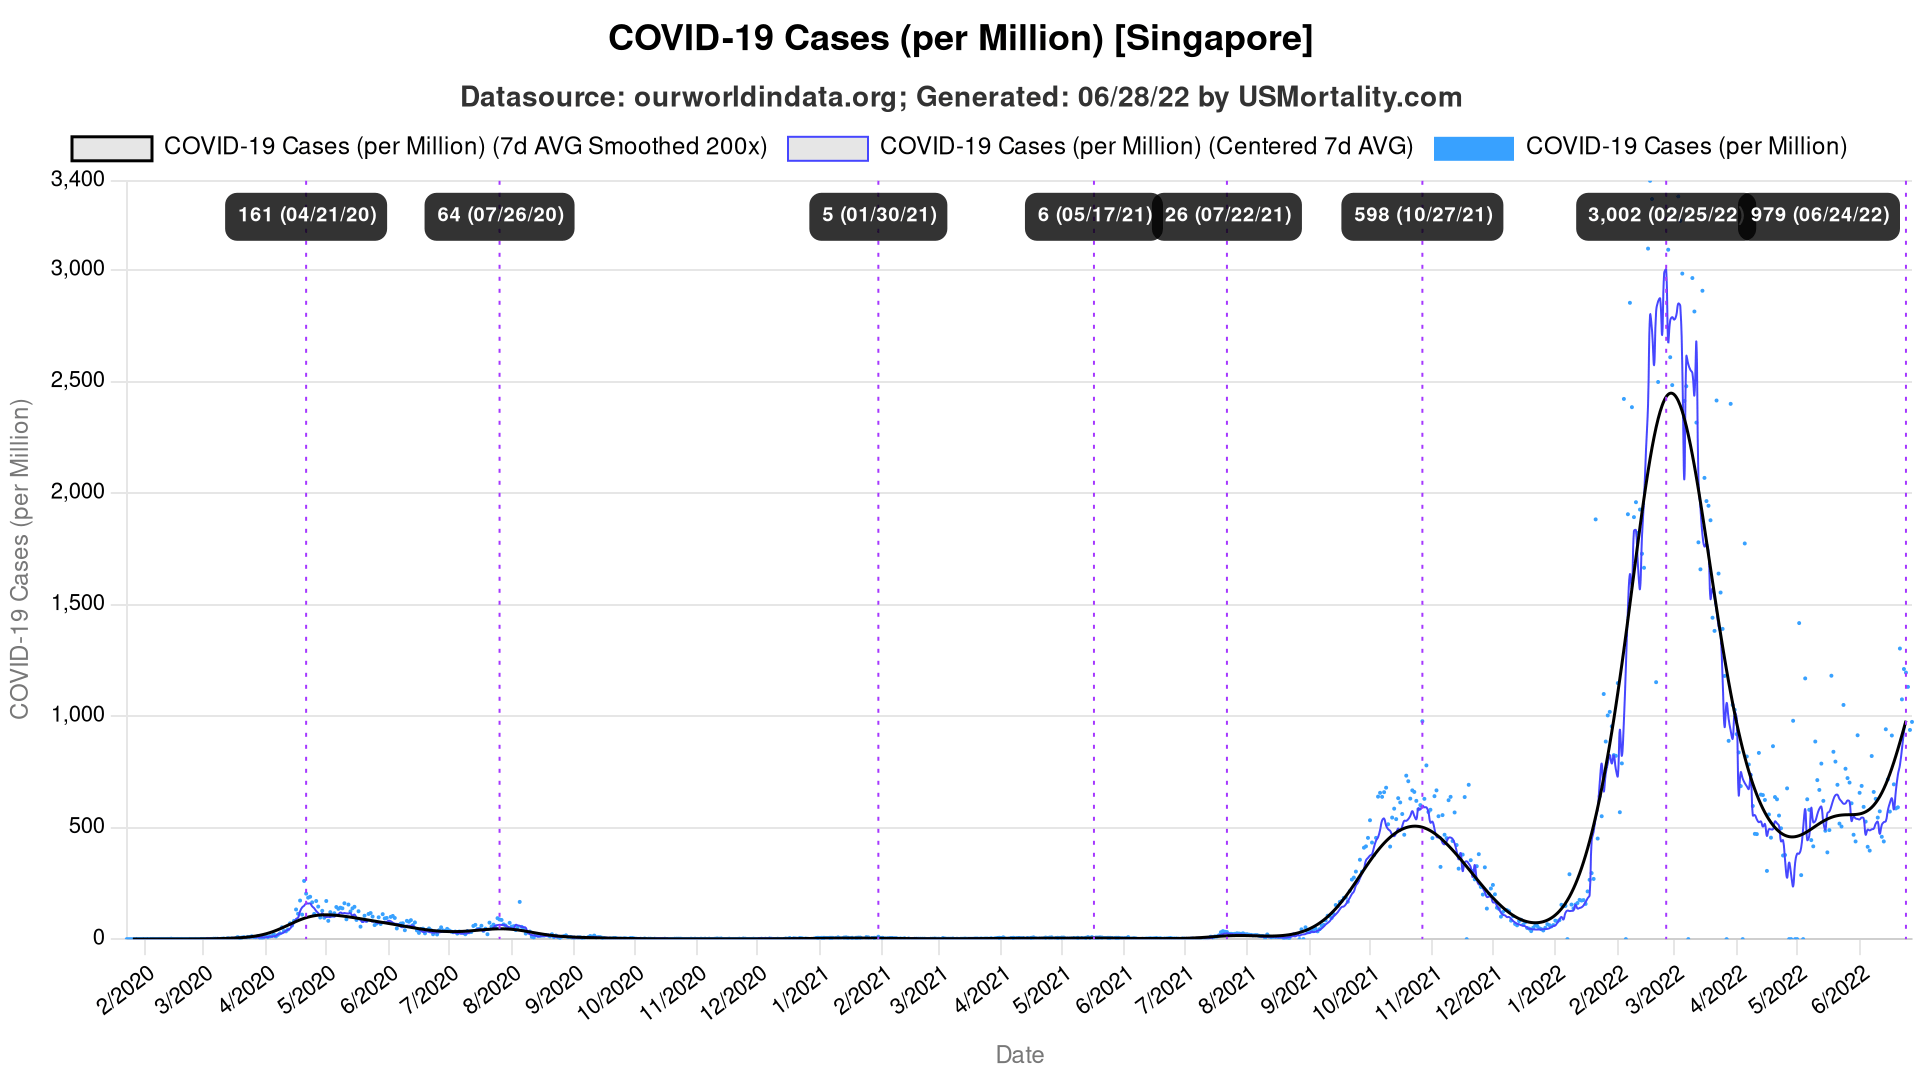 COVID-19 Cases (per Million) [Singapore]
Datasource: ourworldindata.org; Generated: 06/28/22 by USMortality.com
COVID-19 Cases (per Million) (7d AVG Smoothed 200x) COVID-19 Cases (per Million) (Centered 7d AVG) COVID-19 Cases (per Million)
161 (04/21/20) 64 (07/26/20) 5 (01/30/21) 6 (05/17/21) 26 (07/22/21) 598 (10/27/21) 3,002 (02/25/22) 979 (06/24/22)
3,400
3,000
2,500
2,000
1,500
1,000
500
0
COVID-19 Cases (per Million)
2/2020 3/2020 4/2020 5/2020 6/2020 7/2020 8/2020 9/2020 10/2020 11/2020 12/2020 1/2021 2/2021 3/2021 4/2021 5/2021 6/2021 7/2021 8/2021 9/2021 10/2021 11/2021 12/2021 1/2022 2/2022 3/2022 4/2022 5/2022 6/2022
Date